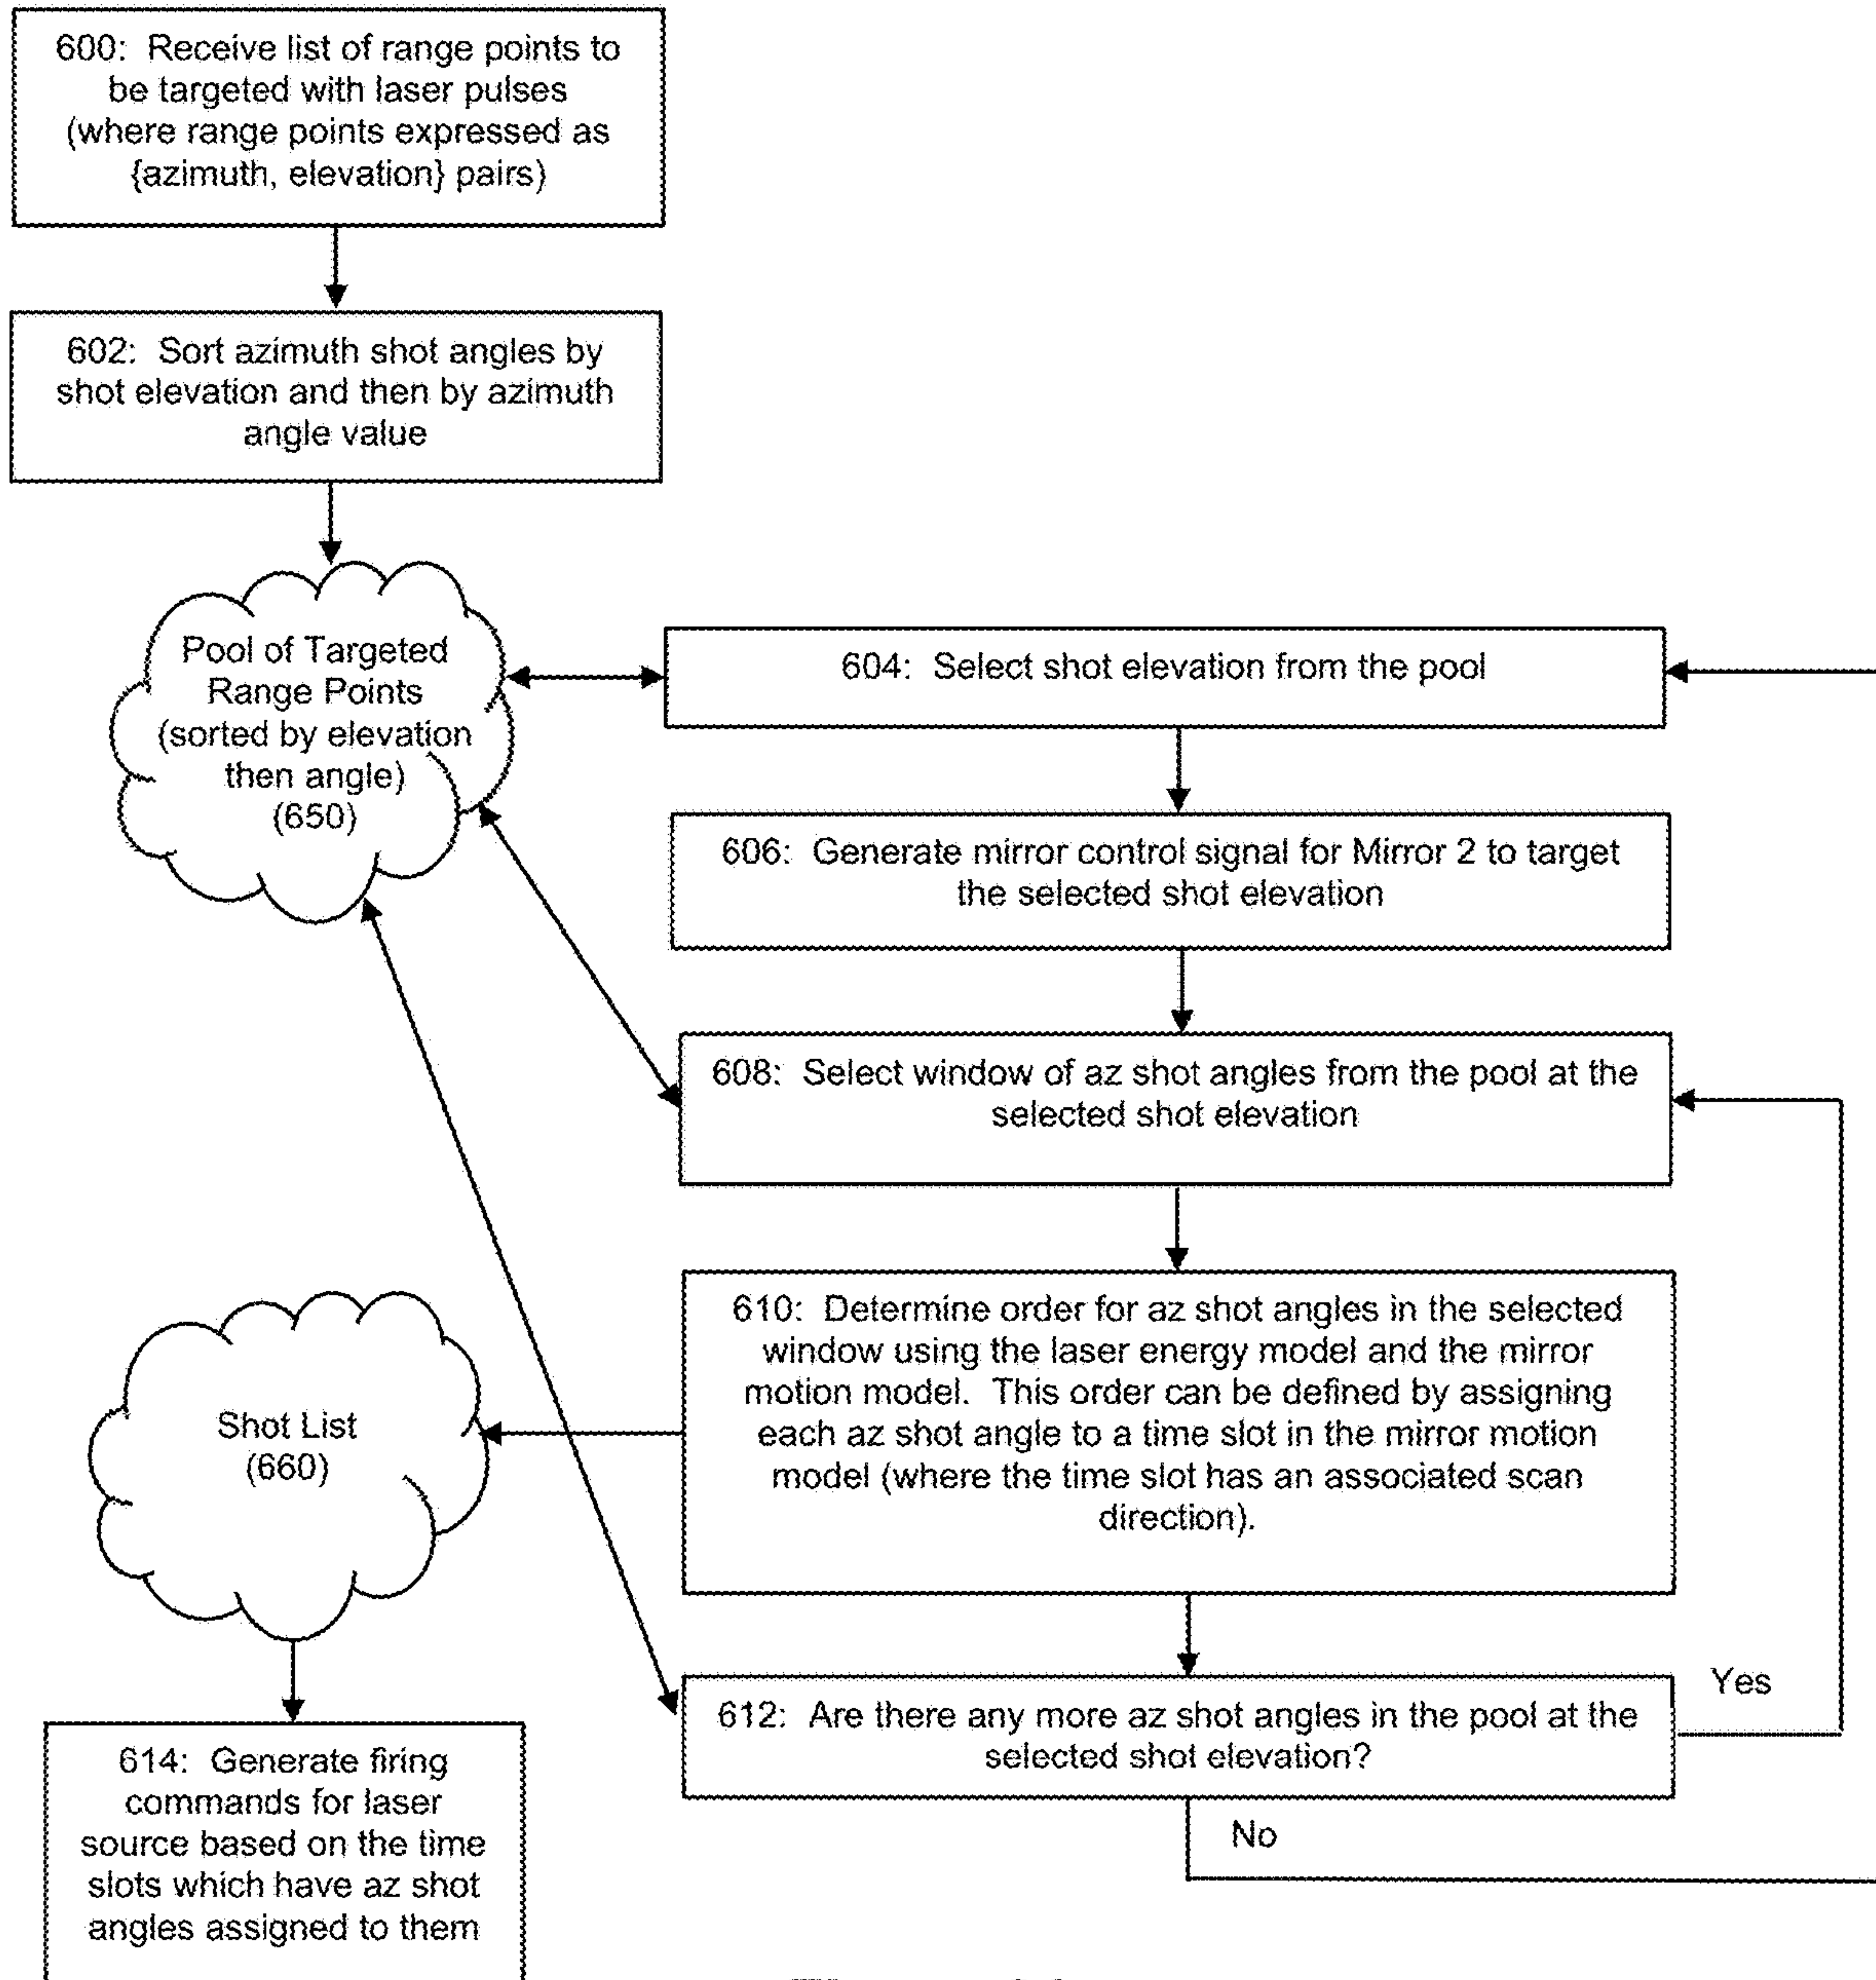 600: Receive list of range points to
be targeted with laser pulses
(where range points expressed as
{azimuth, elevation} pairs)
602: Sort azimuth shot angles by
shot elevation and then by azimuth
angle value
Pool of Targeted
Range Points
(sorted by elevation
then angle)
(650)
604: Select shot elevation from the pool
606: Generate mirror control signal for Mirror 2 to target
the selected shot elevation
608: Select window of az shot angles from the pool at the
selected shot elevation
610: Determine order for az shot angles in the selected
window using the laser energy model and the mirror
motion model. This order can be defined by assigning
each az shot angle to a time slot in the mirror motion
model (where the time slot has an associated scan
direction).
Shot List
(660)
612: Are there any more az shot angles in the pool at the
selected shot elevation?
Yes
No
614: Generate firing
commands for laser
source based on the time
slots which have az shot
angles assigned to them